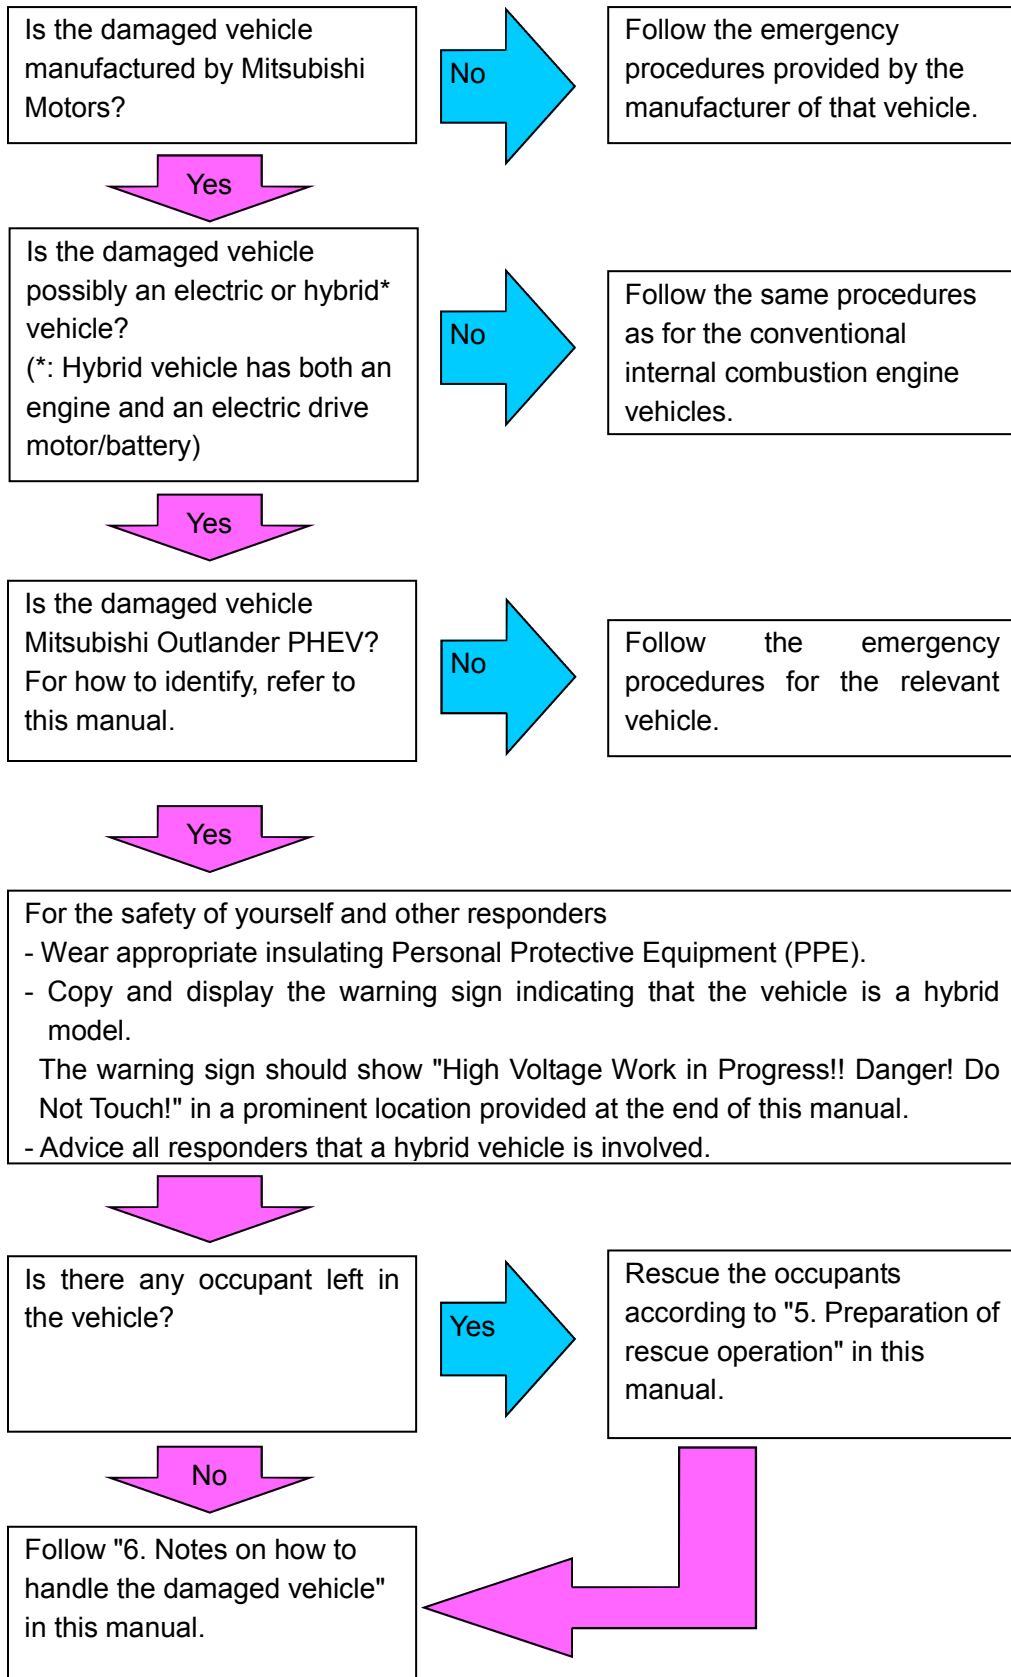 Is the damaged vehicle
manufactured by Mitsubishi
Motors?
No
Follow the emergency
procedures provided by the
manufacturer of that vehicle.
Yes
Is the damaged vehicle
possibly an electric or hybrid*
vehicle?
(*: Hybrid vehicle has both an
engine and an electric drive
motor/battery)
No
Follow the same procedures
as for the conventional
internal combustion engine
vehicles.
Yes
Is the damaged vehicle
Mitsubishi Outlander PHEV?
For how to identify, refer to
this manual.
No
Follow the emergency
procedures for the relevant
vehicle.
Yes
For the safety of yourself and other responders
- Wear appropriate insulating Personal Protective Equipment (PPE).
- Copy and display the warning sign indicating that the vehicle is a hybrid
model.
The warning sign should show "High Voltage Work in Progress!! Danger! Do
Not Touch!" in a prominent location provided at the end of this manual.
- Advice all responders that a hybrid vehicle is involved.
Is there any occupant left in
the vehicle?
Yes
Rescue the occupants
according to "5. Preparation of
rescue operation" in this
manual.
No
Follow "6. Notes on how to
handle the damaged vehicle"
in this manual.